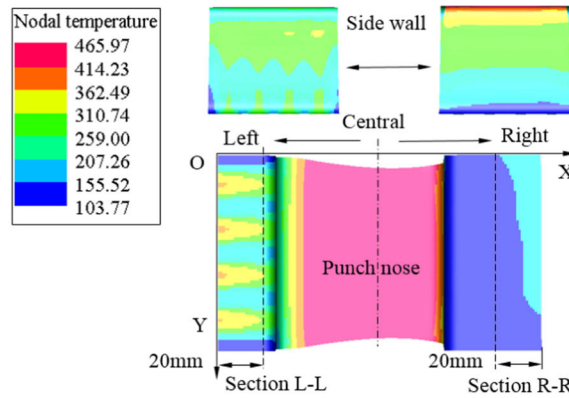 Nodal temperature
465.97
414.23
362.49
310.74
259.00
207.26
155.52
103.77
Side wall
Central
Left
Right
O
X
Punch nose
Y
20mm
20mm
Section L-L
Section R-R